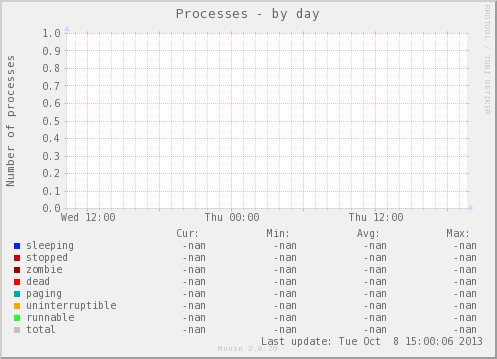 Processes - by day
RRDTOOL / TOBI OETIKER
Number of processes
1.0
0.9
0.8
0.7
0.6
0.5
0.4
0.3
0.2
0.1
0.0
Wed 12:00 Thu 00:00 Thu 12:00
Cur: Min: Avg: Max:
sleeping -nan -nan -nan -nan
stopped -nan -nan -nan -nan
zombie -nan -nan -nan -nan
dead -nan -nan -nan -nan
paging -nan -nan -nan -nan
uninterruptible -nan -nan -nan -nan
runnable -nan -nan -nan -nan
total -nan -nan -nan -nan
Last update: Tue Oct  8 15:00:06 2013
Munin